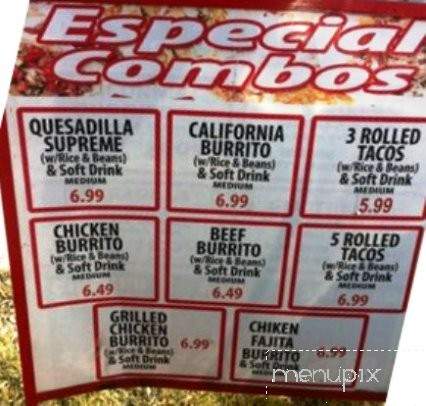 Especial
Combos
QUESADILLA
SUPREME
(w/Rice & Beans)
& Soft Drink
MEDIUM
6.99
CALIFORNIA
BURRITO
(w/Rice & Beans)
& Soft Drink
MEDIUM
6.99
3 ROLLED
TACOS
(w/Rice & Beans)
& Soft Drink
MEDIUM
5.99
CHICKEN
BURRITO
(w/Rice & Beans)
& Soft Drink
MEDIUM
6.49
BEEF
BURRITO
(w/Rice & Beans)
& Soft Drink
MEDIUM
6.49
5 ROLLED
TACOS
(w/Rice & Beans)
& Soft Drink
MEDIUM
6.99
GRILLED
CHICKEN
BURRITO
(w/Rice & Beans)
& Soft Drink
MEDIUM
6.99
CHIKEN
FAJITA
BURRITO
& Soft
6.99
menupix